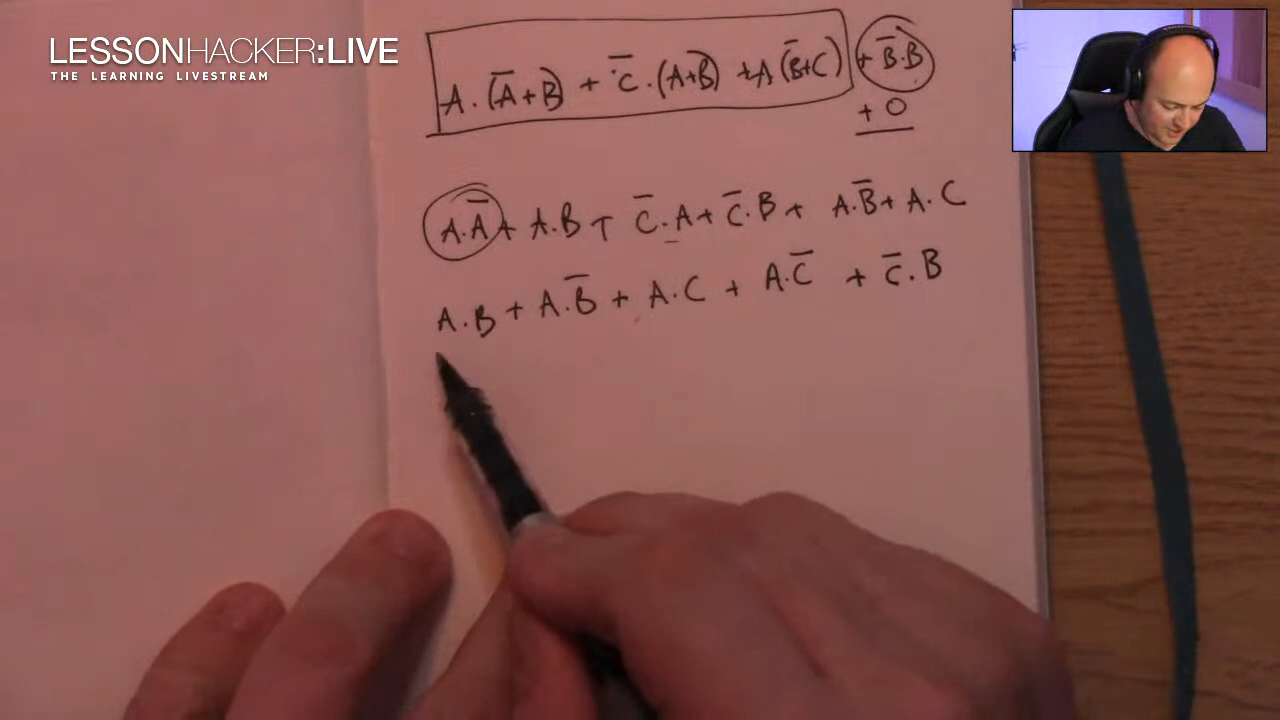 LESSONHACKER:LIVE
THE LEARNING LIVESTREAM
A.(A̅+B) + C̅.(A+B) + A(B̅+C) + B̅.B
+ 0
A.A̅ + A.B + C̅.A + C̅.B + A.B̅ + A.C
A.B + A.B̅ + A.C + A.C̅ + C̅.B